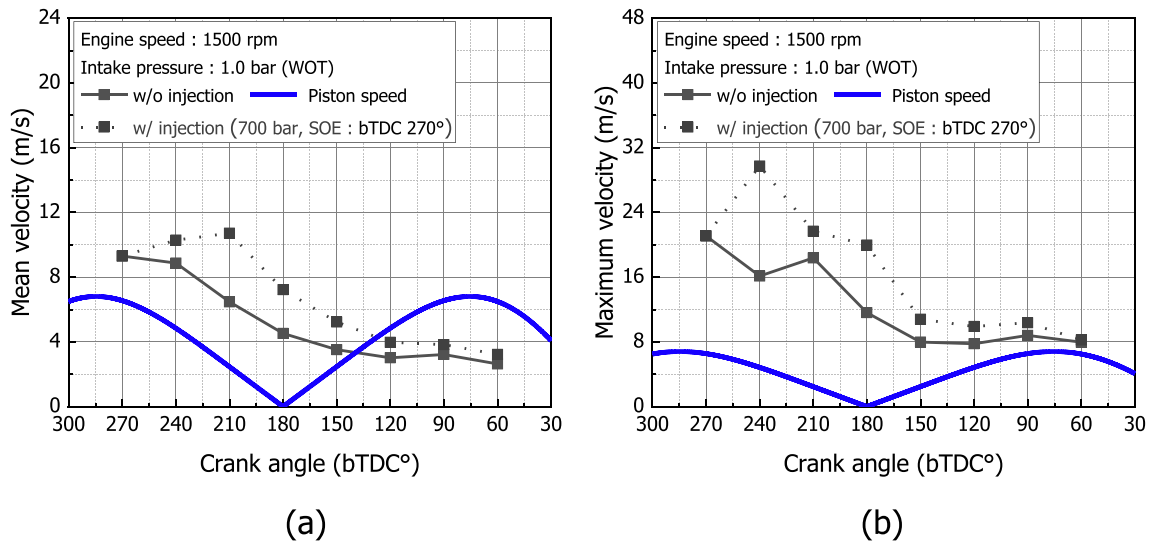 24
20
16
12
8
4
0
Mean velocity (m/s)
Engine speed : 1500 rpm
Intake pressure : 1.0 bar (WOT)
w/o injection Piston speed
w/ injection (700 bar, SOE : bTDC 270°)
300 270 240 210 180 150 120 90 60 30
Crank angle (bTDC°)
(a)
48
40
32
24
16
8
0
Maximum velocity (m/s)
Engine speed : 1500 rpm
Intake pressure : 1.0 bar (WOT)
w/o injection Piston speed
w/ injection (700 bar, SOE : bTDC 270°)
300 270 240 210 180 150 120 90 60 30
Crank angle (bTDC°)
(b)